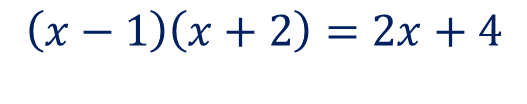 (x − 1)(x + 2) = 2x + 4